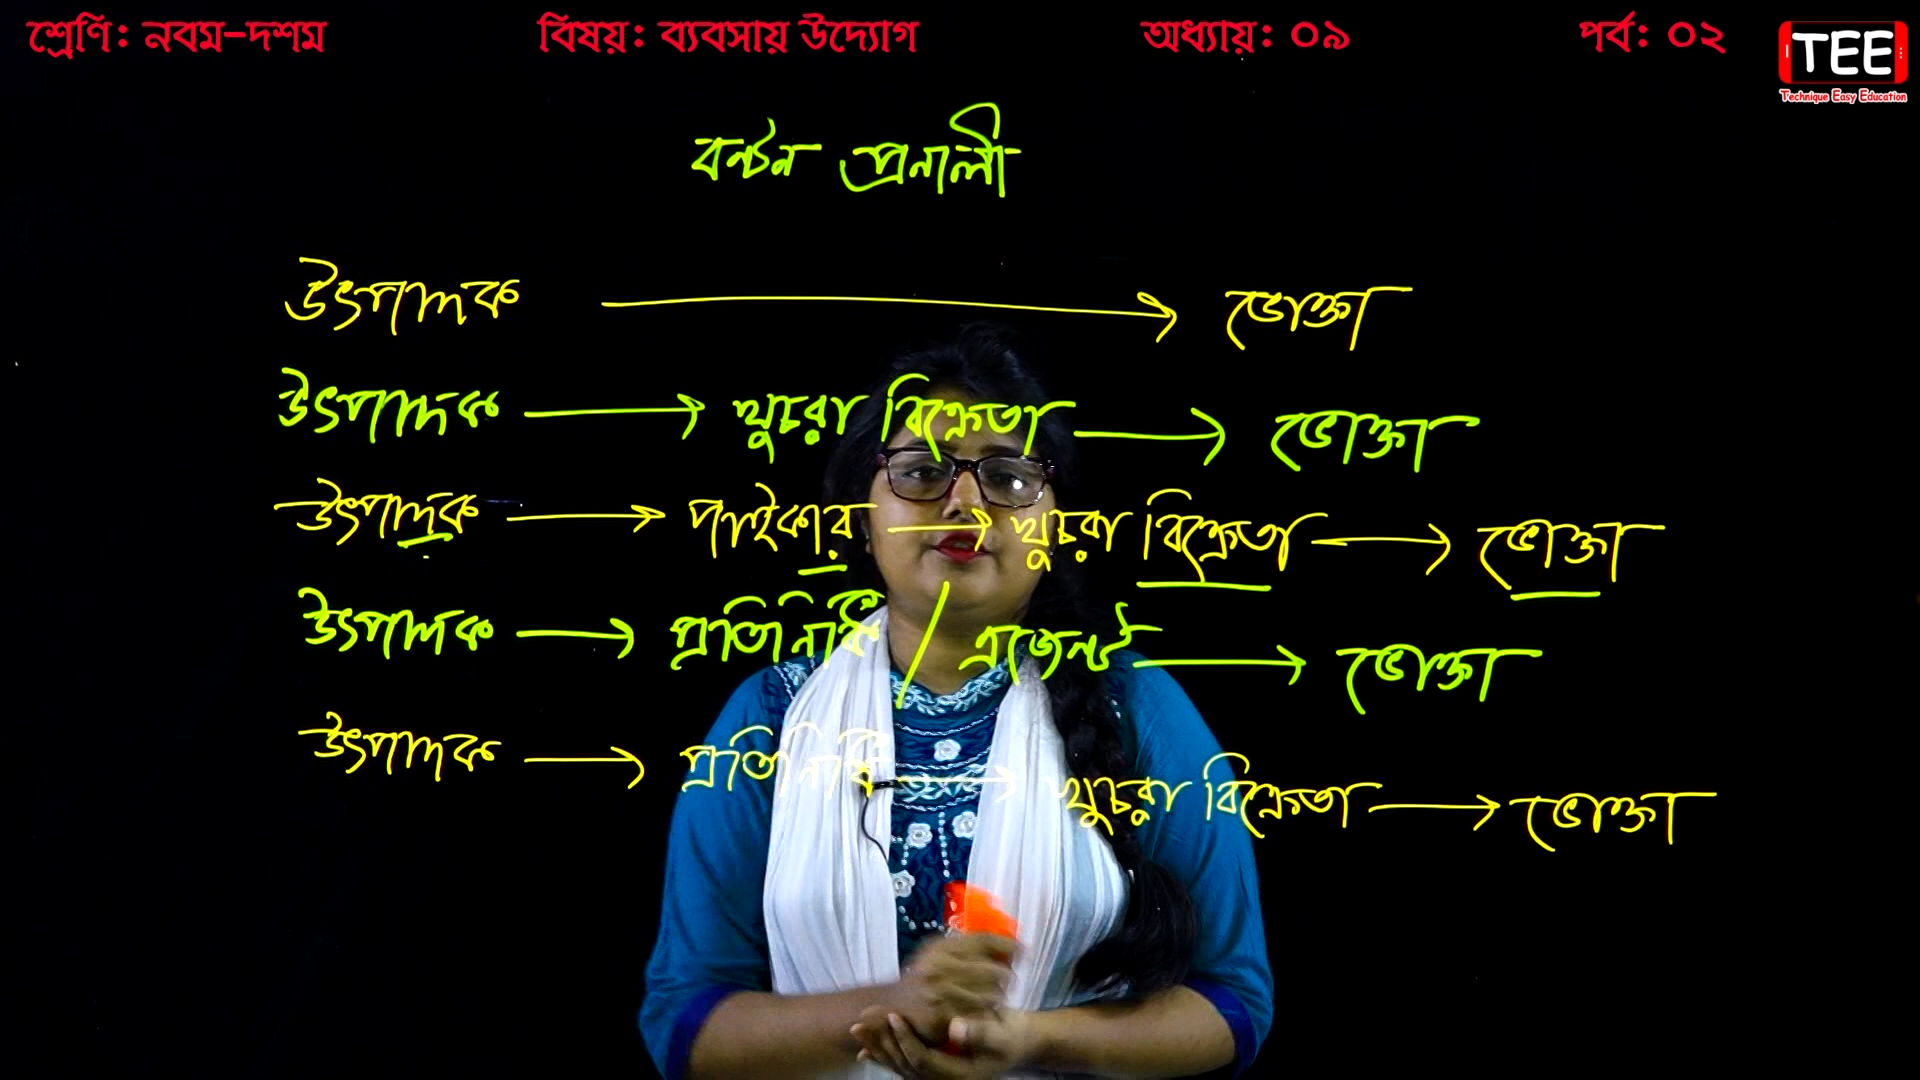 শ্রেণি: নবম-দশম বিষয়: ব্যবসায় উদ্যোগ অধ্যায়: ০৯ পর্ব: ০২
TEE
Technique Easy Education
বন্টন প্রনালী
উৎপাদক → ভোক্তা
উৎপাদক → খুচরা বিক্রেতা → ভোক্তা
উৎপাদক → পাইকার → খুচরা বিক্রেতা → ভোক্তা
উৎপাদক → প্রতিনিধি / এজেন্ট → ভোক্তা
উৎপাদক → প্রতিনিধি → খুচরা বিক্রেতা → ভোক্তা